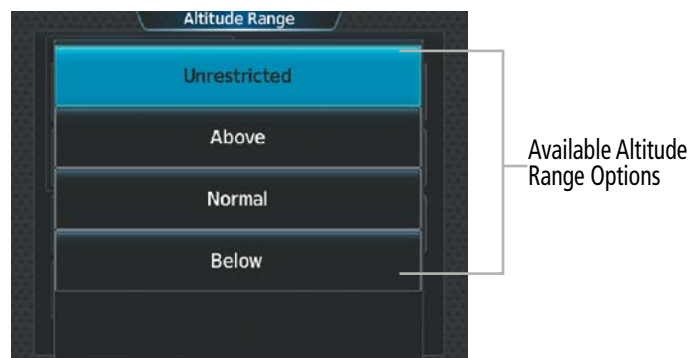 Altitude Range
Unrestricted
Above
Normal
Below
Available Altitude
Range Options